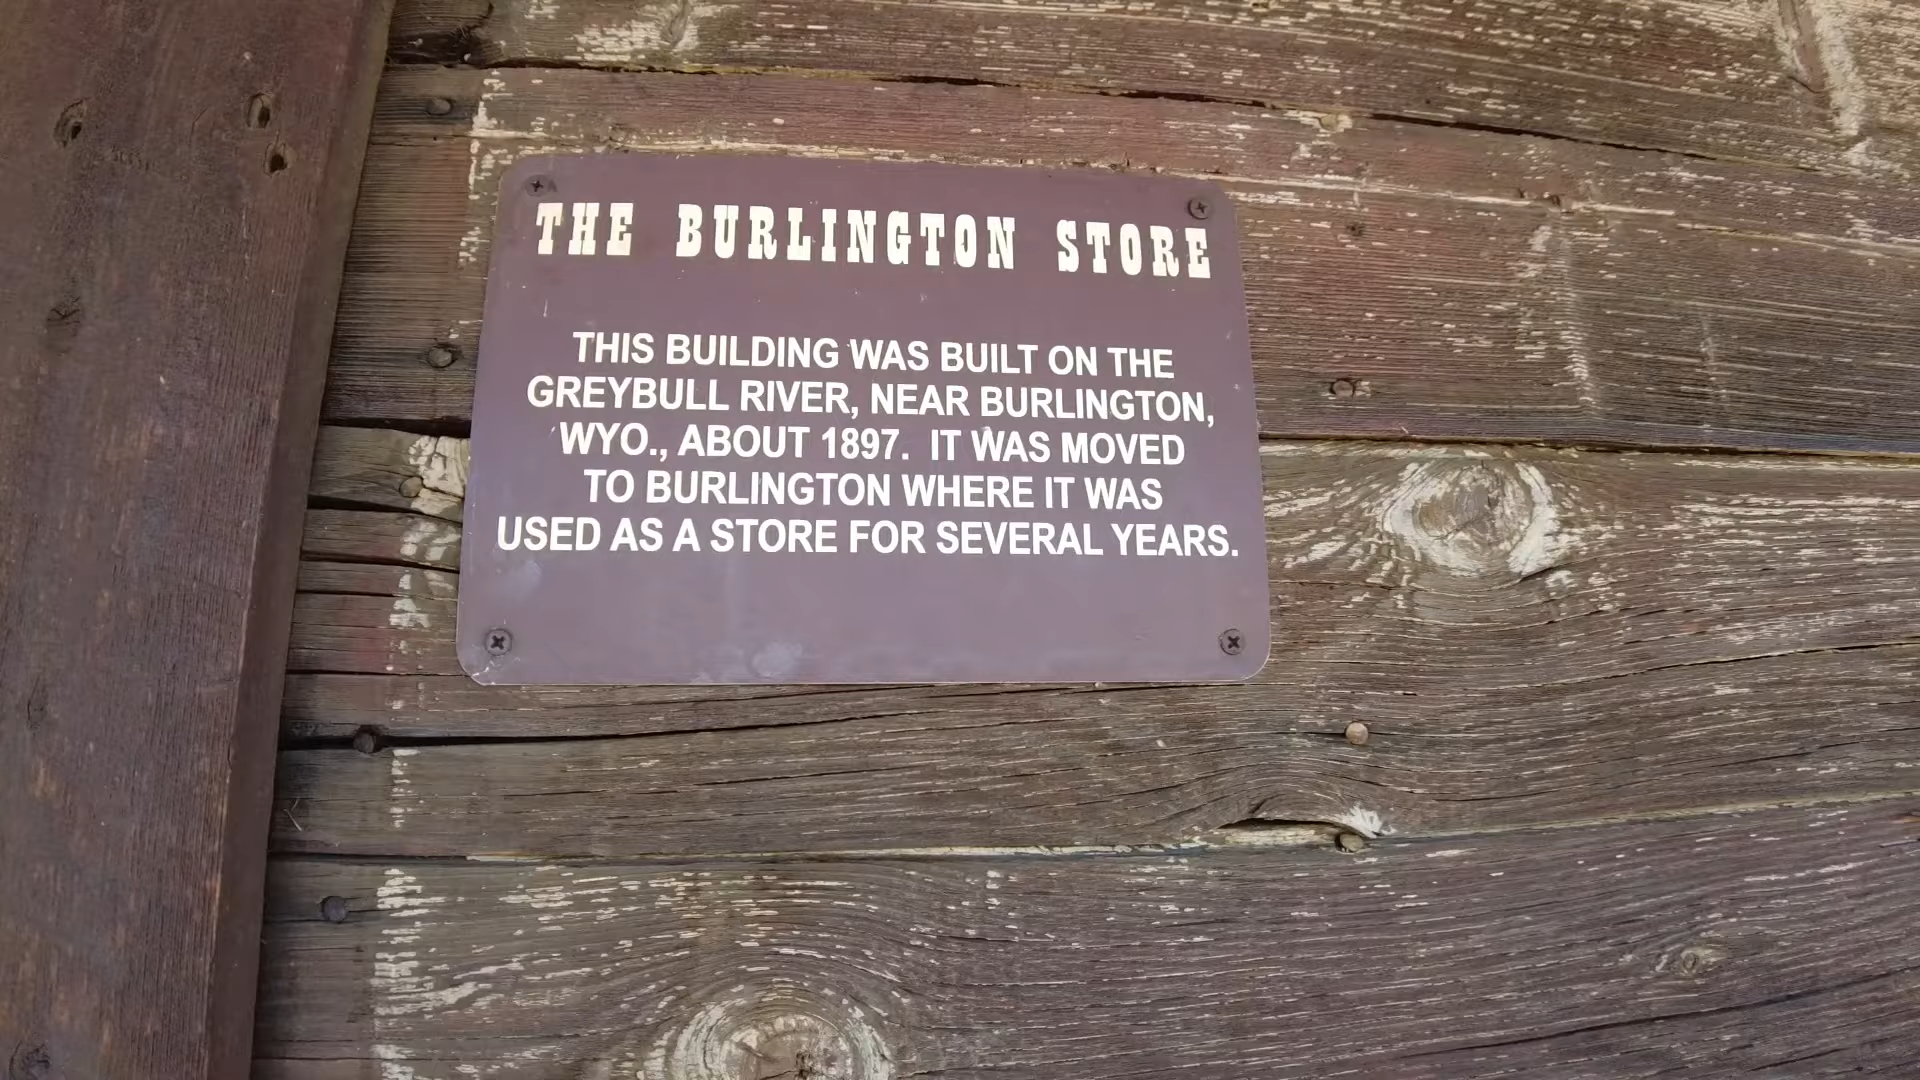 THE BURLINGTON STORE
THIS BUILDING WAS BUILT ON THE
GREYBULL RIVER, NEAR BURLINGTON,
WYO., ABOUT 1897. IT WAS MOVED
TO BURLINGTON WHERE IT WAS
USED AS A STORE FOR SEVERAL YEARS.